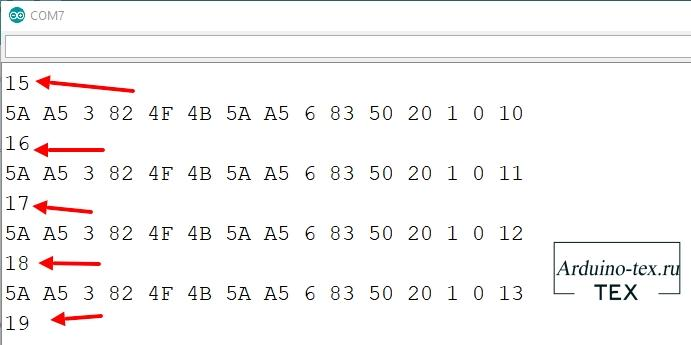 COM7
15
5A A5 3 82 4F 4B 5A A5 6 83 50 20 1 0 10
16
5A A5 3 82 4F 4B 5A A5 6 83 50 20 1 0 11
17
5A A5 3 82 4F 4B 5A A5 6 83 50 20 1 0 12
18
5A A5 3 82 4F 4B 5A A5 6 83 50 20 1 0 13
19
Arduino-tex.ru
TEX